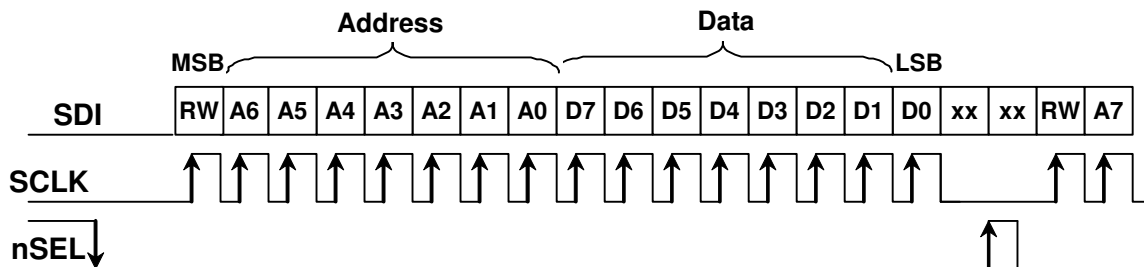 Address Data
MSB LSB
SDI RW A6 A5 A4 A3 A2 A1 A0 D7 D6 D5 D4 D3 D2 D1 D0 xx xx RW A7
SCLK
nSEL